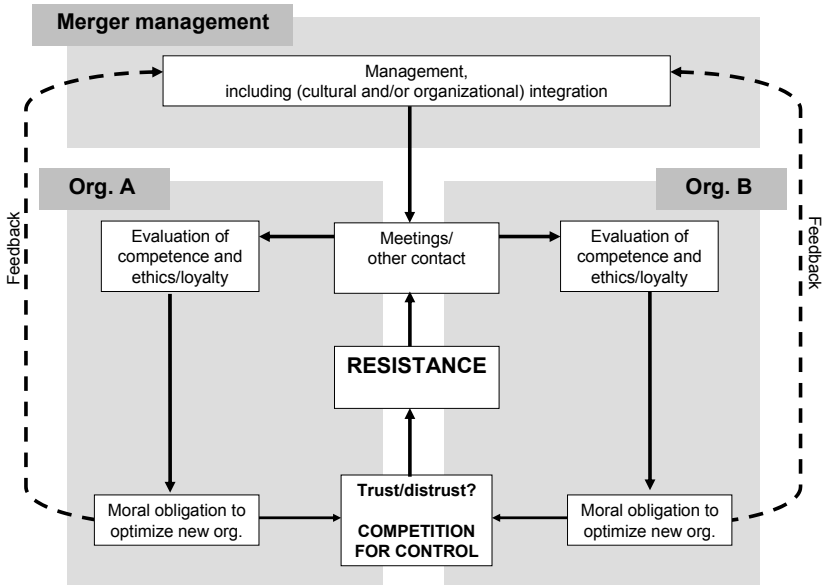 Merger management
Management,
including (cultural and/or organizational) integration
Org. A
Org. B
Feedback
Evaluation of
competence and
ethics/loyalty
Meetings/
other contact
Evaluation of
competence and
ethics/loyalty
Feedback
RESISTANCE
Moral obligation to
optimize new org.
Trust/distrust?
COMPETITION
FOR CONTROL
Moral obligation to
optimize new org.